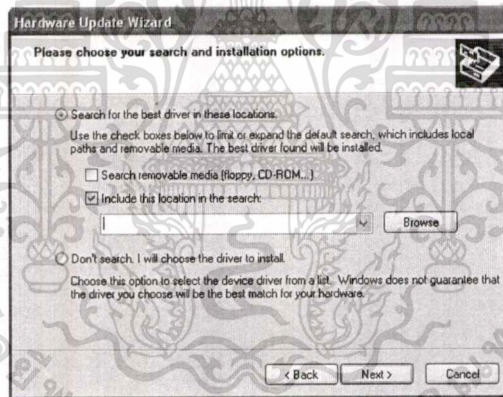 Hardware Update Wizard
Please choose your search and installation options.
Search for the best driver in these locations.
Use the check boxes below to limit or expand the default search, which includes local
paths and removable media. The best driver found will be installed.
Search removable media (floppy, CD-ROM...)
Include this location in the search:
Browse
Don't search. I will choose the driver to install.
Choose this option to select the device driver from a list. Windows does not guarantee that
the driver you choose will be the best match for your hardware.
< Back Next > Cancel